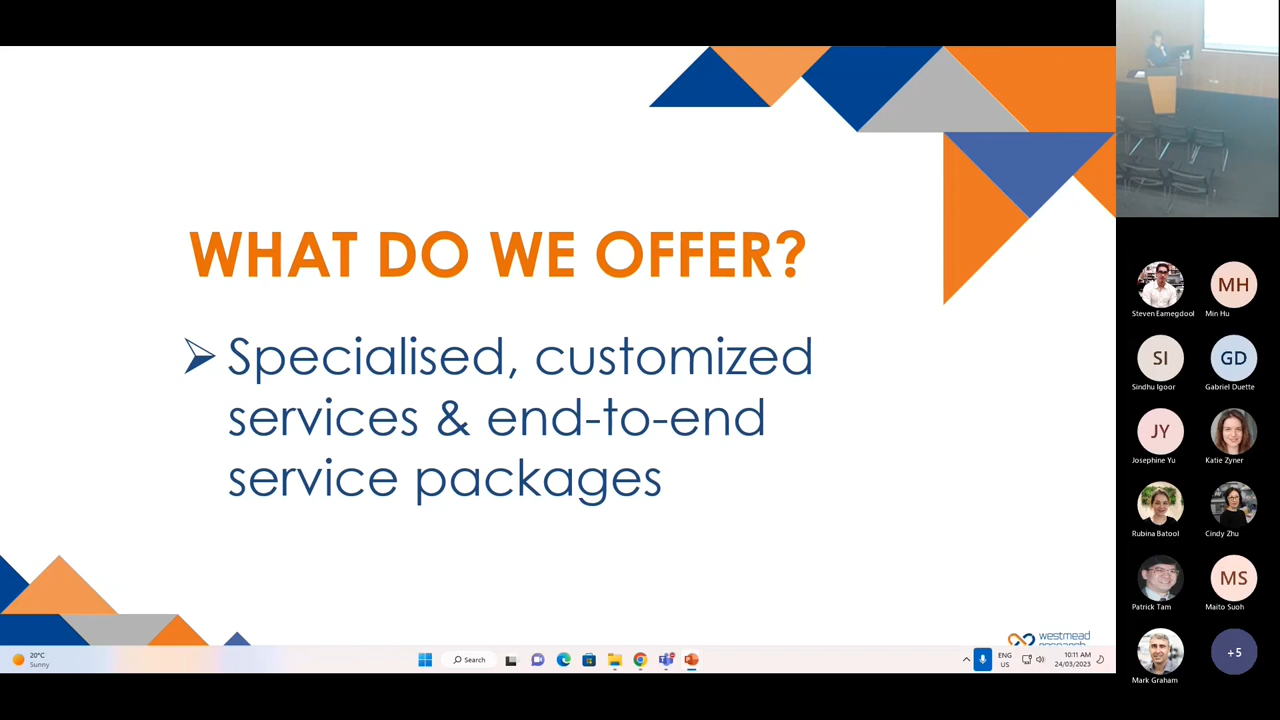 WHAT DO WE OFFER?
Specialised, customized
services & end-to-end
service packages
westmead
20°C
Sunny
Search
ENG
US
10:11 AM
24/03/2023
Steven Eamegdool
MH
Min Hu
SI
Sindhu Igoor
GD
Gabriel Duette
JY
Josephine Yu
Katie Zyner
Rubina Batool
Cindy Zhu
Patrick Tam
MS
Maito Suoh
Mark Graham
+5